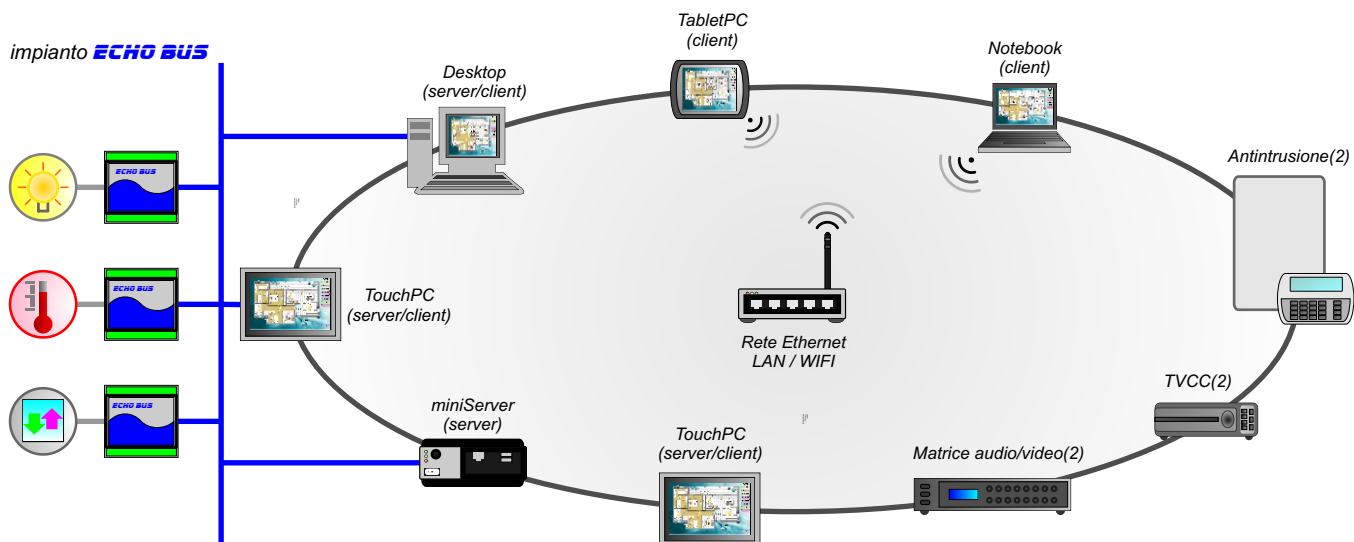 impianto ECHO BUS
Desktop
(server/client)
TabletPC
(client)
Notebook
(client)
Antintrusione(2)
ECHO BUS
ECHO BUS
ECHO BUS
TouchPC
(server/client)
Rete Ethernet
LAN / WIFI
TVCC(2)
miniServer
(server)
TouchPC
(server/client)
Matrice audio/video(2)